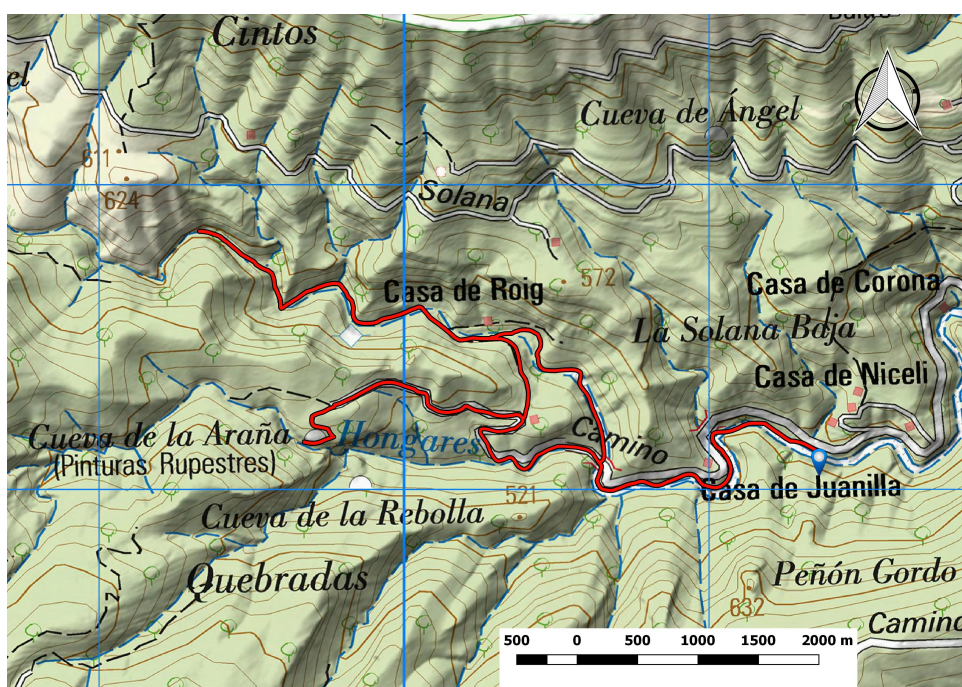 Cintos
el
Cueva de Ángel
611
624
Solana
Casa de Roig
572
Casa de Corona
La Solana Baja
Casa de Niceli
Cueva de la Araña
Hongares
Camino
(Pinturas Rupestres)
521
Casa de Juanilla
Cueva de la Rebolla
Quebradas
Peñón Gordo
632
Camino
500 0 500 1000 1500 2000 m